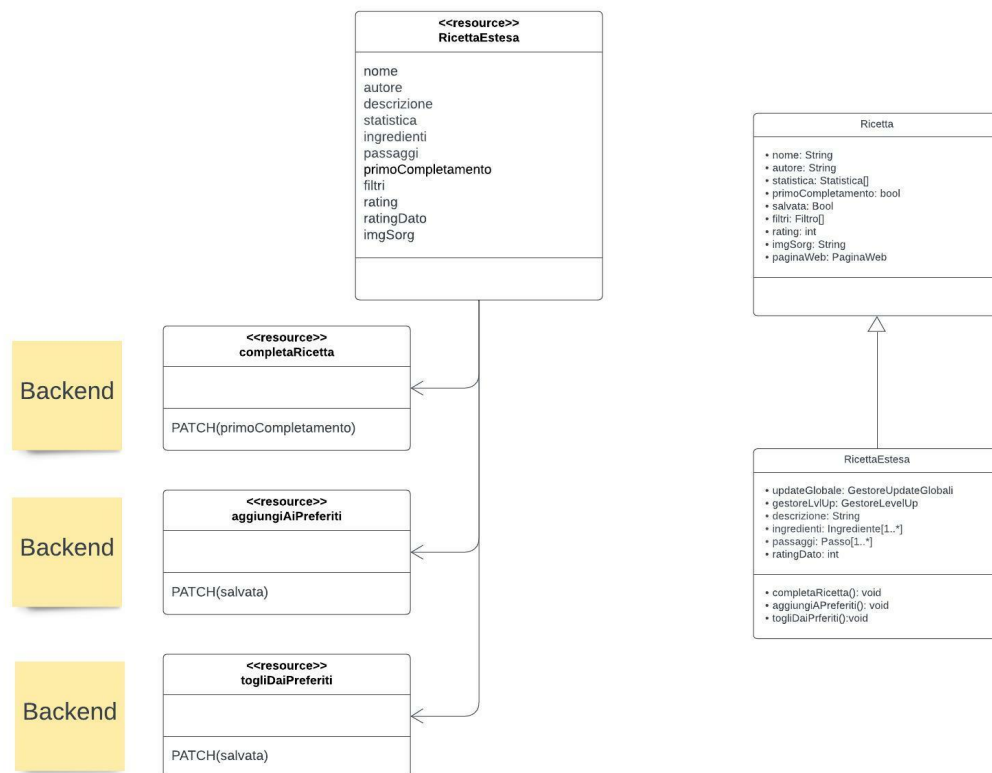 <<resource>>
RicettaEstesa
nome
autore
descrizione
statistica
ingredienti
passaggi
primoCompletamento
filtri
rating
ratingDato
imgSorg
Backend
<<resource>>
completaRicetta
PATCH(primoCompletamento)
Backend
<<resource>>
aggiungiAiPreferiti
PATCH(salvata)
Backend
<<resource>>
togliDaiPreferiti
PATCH(salvata)
Ricetta
• nome: String
• autore: String
• statistica: Statistica[]
• primoCompletamento: bool
• salvata: Bool
• filtri: Filtro[]
• rating: int
• imgSorg: String
• paginaWeb: PaginaWeb
RicettaEstesa
• updateGlobale: GestoreUpdateGlobali
• gestoreLvlUp: GestoreLevelUp
• descrizione: String
• ingredienti: Ingrediente[1..*]
• passaggi: Passo[1..*]
• ratingDato: int
• completaRicetta(): void
• aggiungiAPreferiti(): void
• togliDaiPrferiti():void